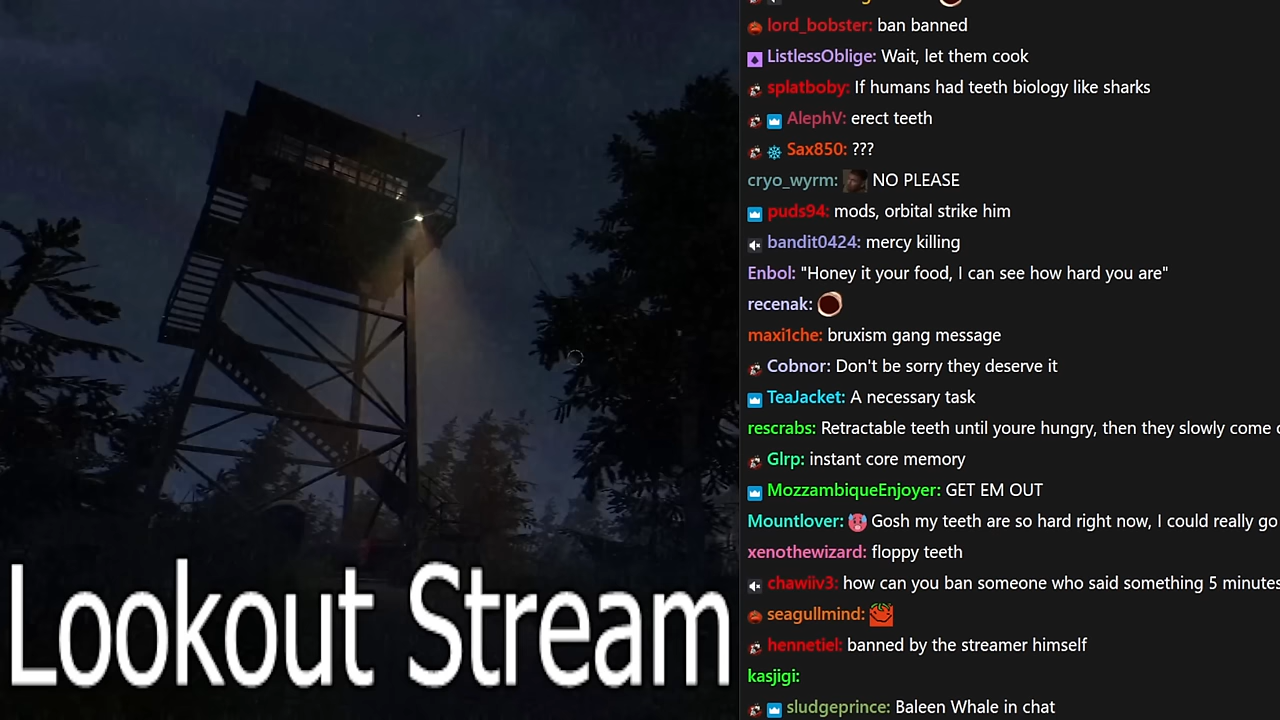 lord_bobster: ban banned
ListlessOblige: Wait, let them cook
splatboby: If humans had teeth biology like sharks
AlephV: erect teeth
Sax850: ???
cryo_wyrm: NO PLEASE
puds94: mods, orbital strike him
bandit0424: mercy killing
Enbol: "Honey it your food, I can see how hard you are"
recenak:
maxi1che: bruxism gang message
Cobnor: Don't be sorry they deserve it
TeaJacket: A necessary task
rescrabs: Retractable teeth until youre hungry, then they slowly come
Glrp: instant core memory
MozzambiqueEnjoyer: GET EM OUT
Mountlover: Gosh my teeth are so hard right now, I could really go
xenothewizard: floppy teeth
chawiiv3: how can you ban someone who said something 5 minutes
seagullmind:
hennetiel: banned by the streamer himself
kasjigi:
sludgeprince: Baleen Whale in chat
Lookout Stream